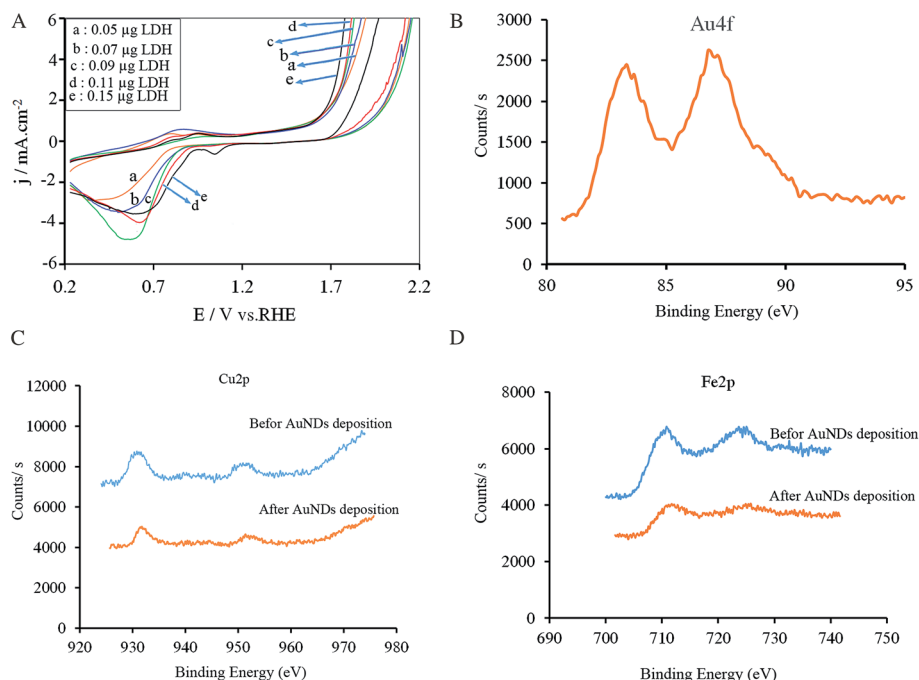 A
a : 0.05 µg LDH
b : 0.07 µg LDH
c : 0.09 µg LDH
d : 0.11 µg LDH
e : 0.15 µg LDH
d
c
b
a
e
a
b
c
d
e
6
4
2
0
-2
-4
-6
j / mA.cm-2
0.2 0.7 1.2 1.7 2.2
E / V vs.RHE
B
Au4f
3000
2500
2000
1500
1000
500
0
Counts/ s
80 85 90 95
Binding Energy (eV)
C
Cu2p
12000
10000
8000
6000
4000
2000
0
Counts/ s
Befor AuNDs deposition
After AuNDs deposition
920 930 940 950 960 970 980
Binding Energy (eV)
D
Fe2p
8000
6000
4000
2000
0
Counts/ s
Befor AuNDs deposition
After AuNDs deposition
690 700 710 720 730 740 750
Binding Energy (eV)